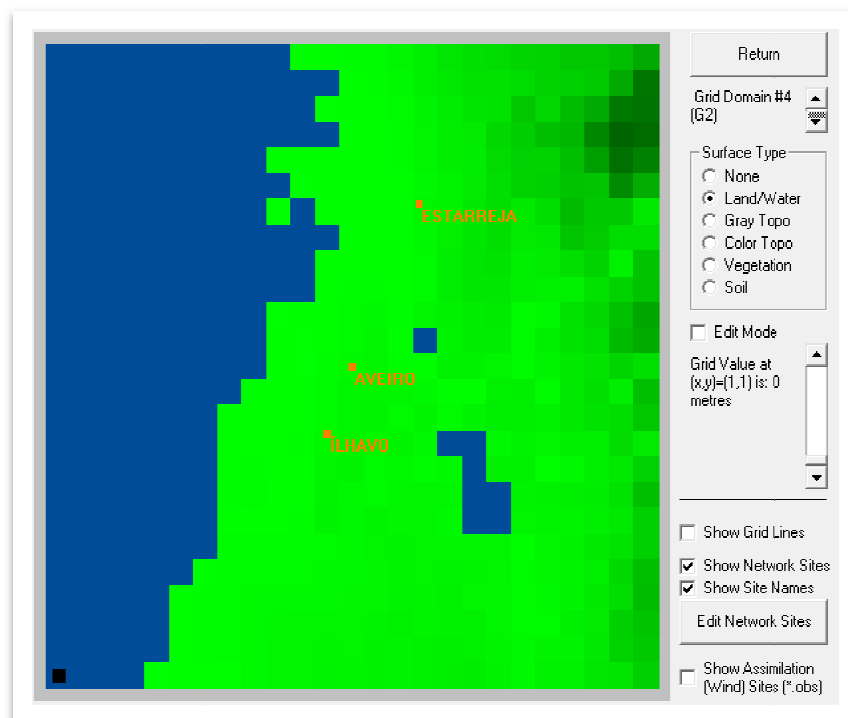 Return
Grid Domain #4
(G2)
Surface Type
None
Land/Water
Gray Topo
Color Topo
Vegetation
Soil
Edit Mode
Grid Value at
(x,y)=(1,1) is: 0
metres
Show Grid Lines
Show Network Sites
Show Site Names
Edit Network Sites
Show Assimilation
(Wind) Sites (*.obs)
ESTARREJA
AVEIRU
ILHAVU